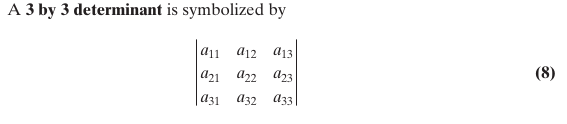 A 3 by 3 determinant is symbolized by
a11 a12 a13
a21 a22 a23 (8)
a31 a32 a33